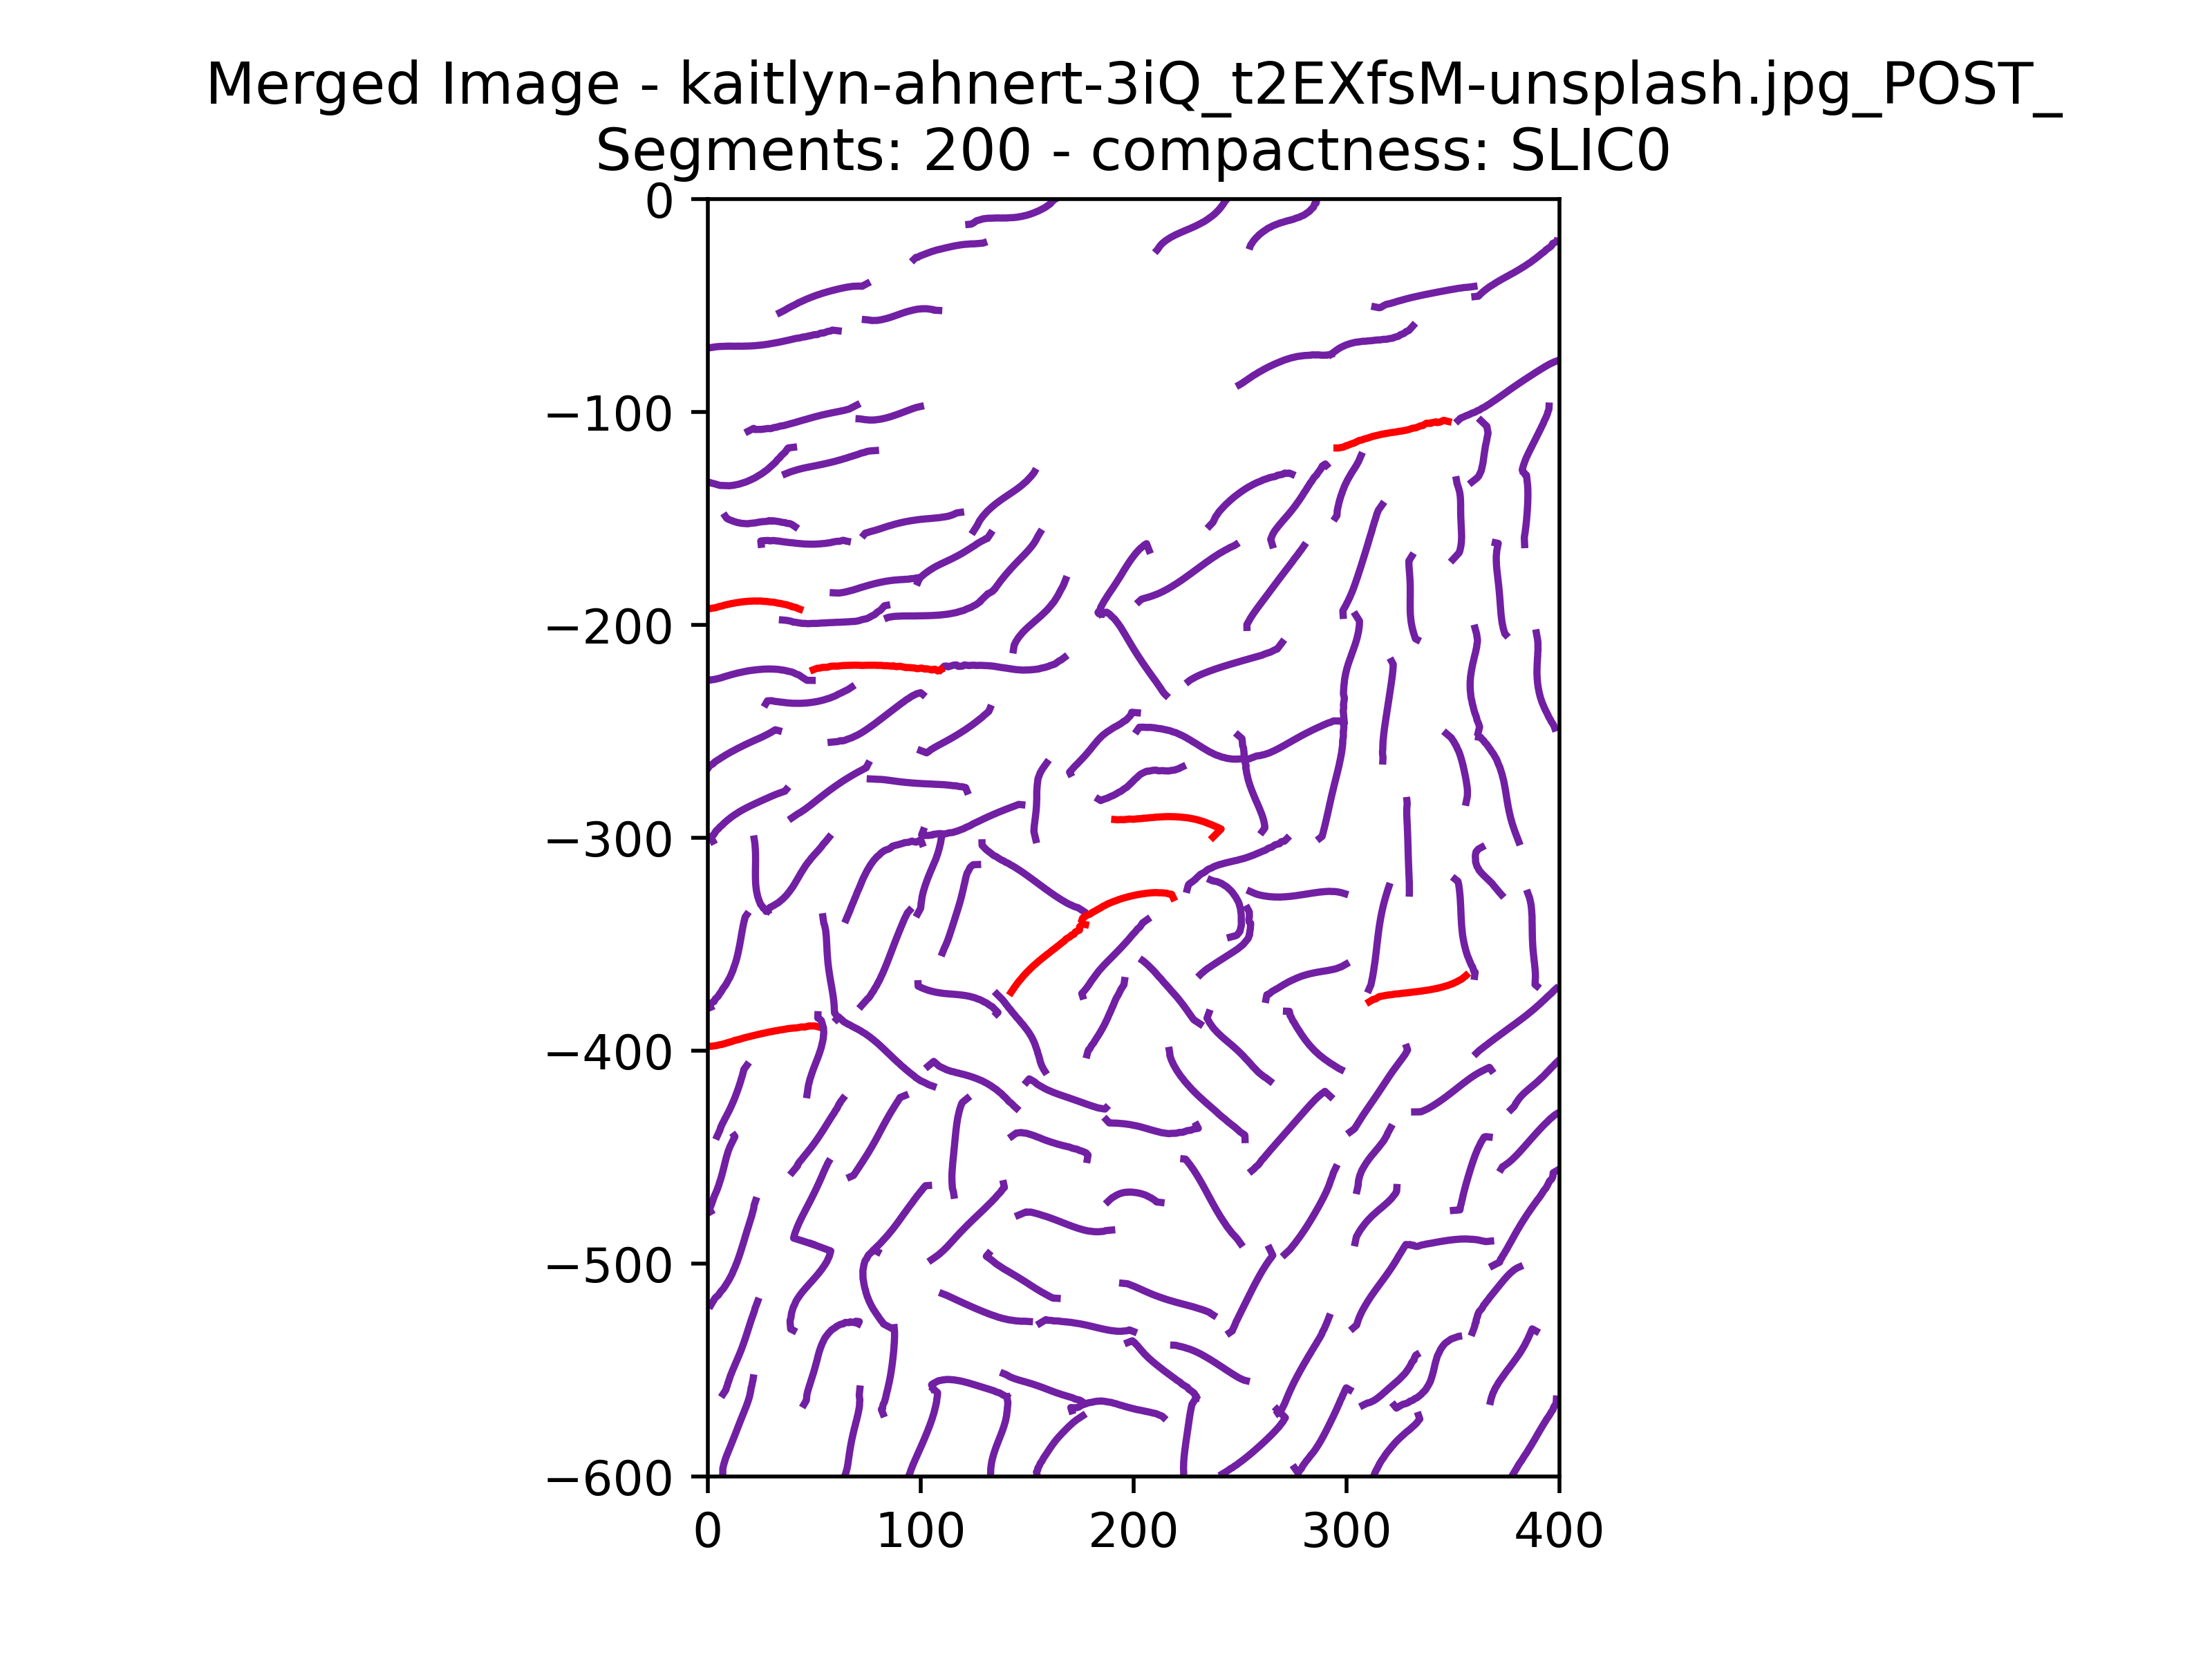 Merged Image - kaitlyn-ahnert-3iQ_t2EXfsM-unsplash.jpg_POST_
Segments: 200 - compactness: SLIC0
0
−100
−200
−300
−400
−500
−600
0 100 200 300 400